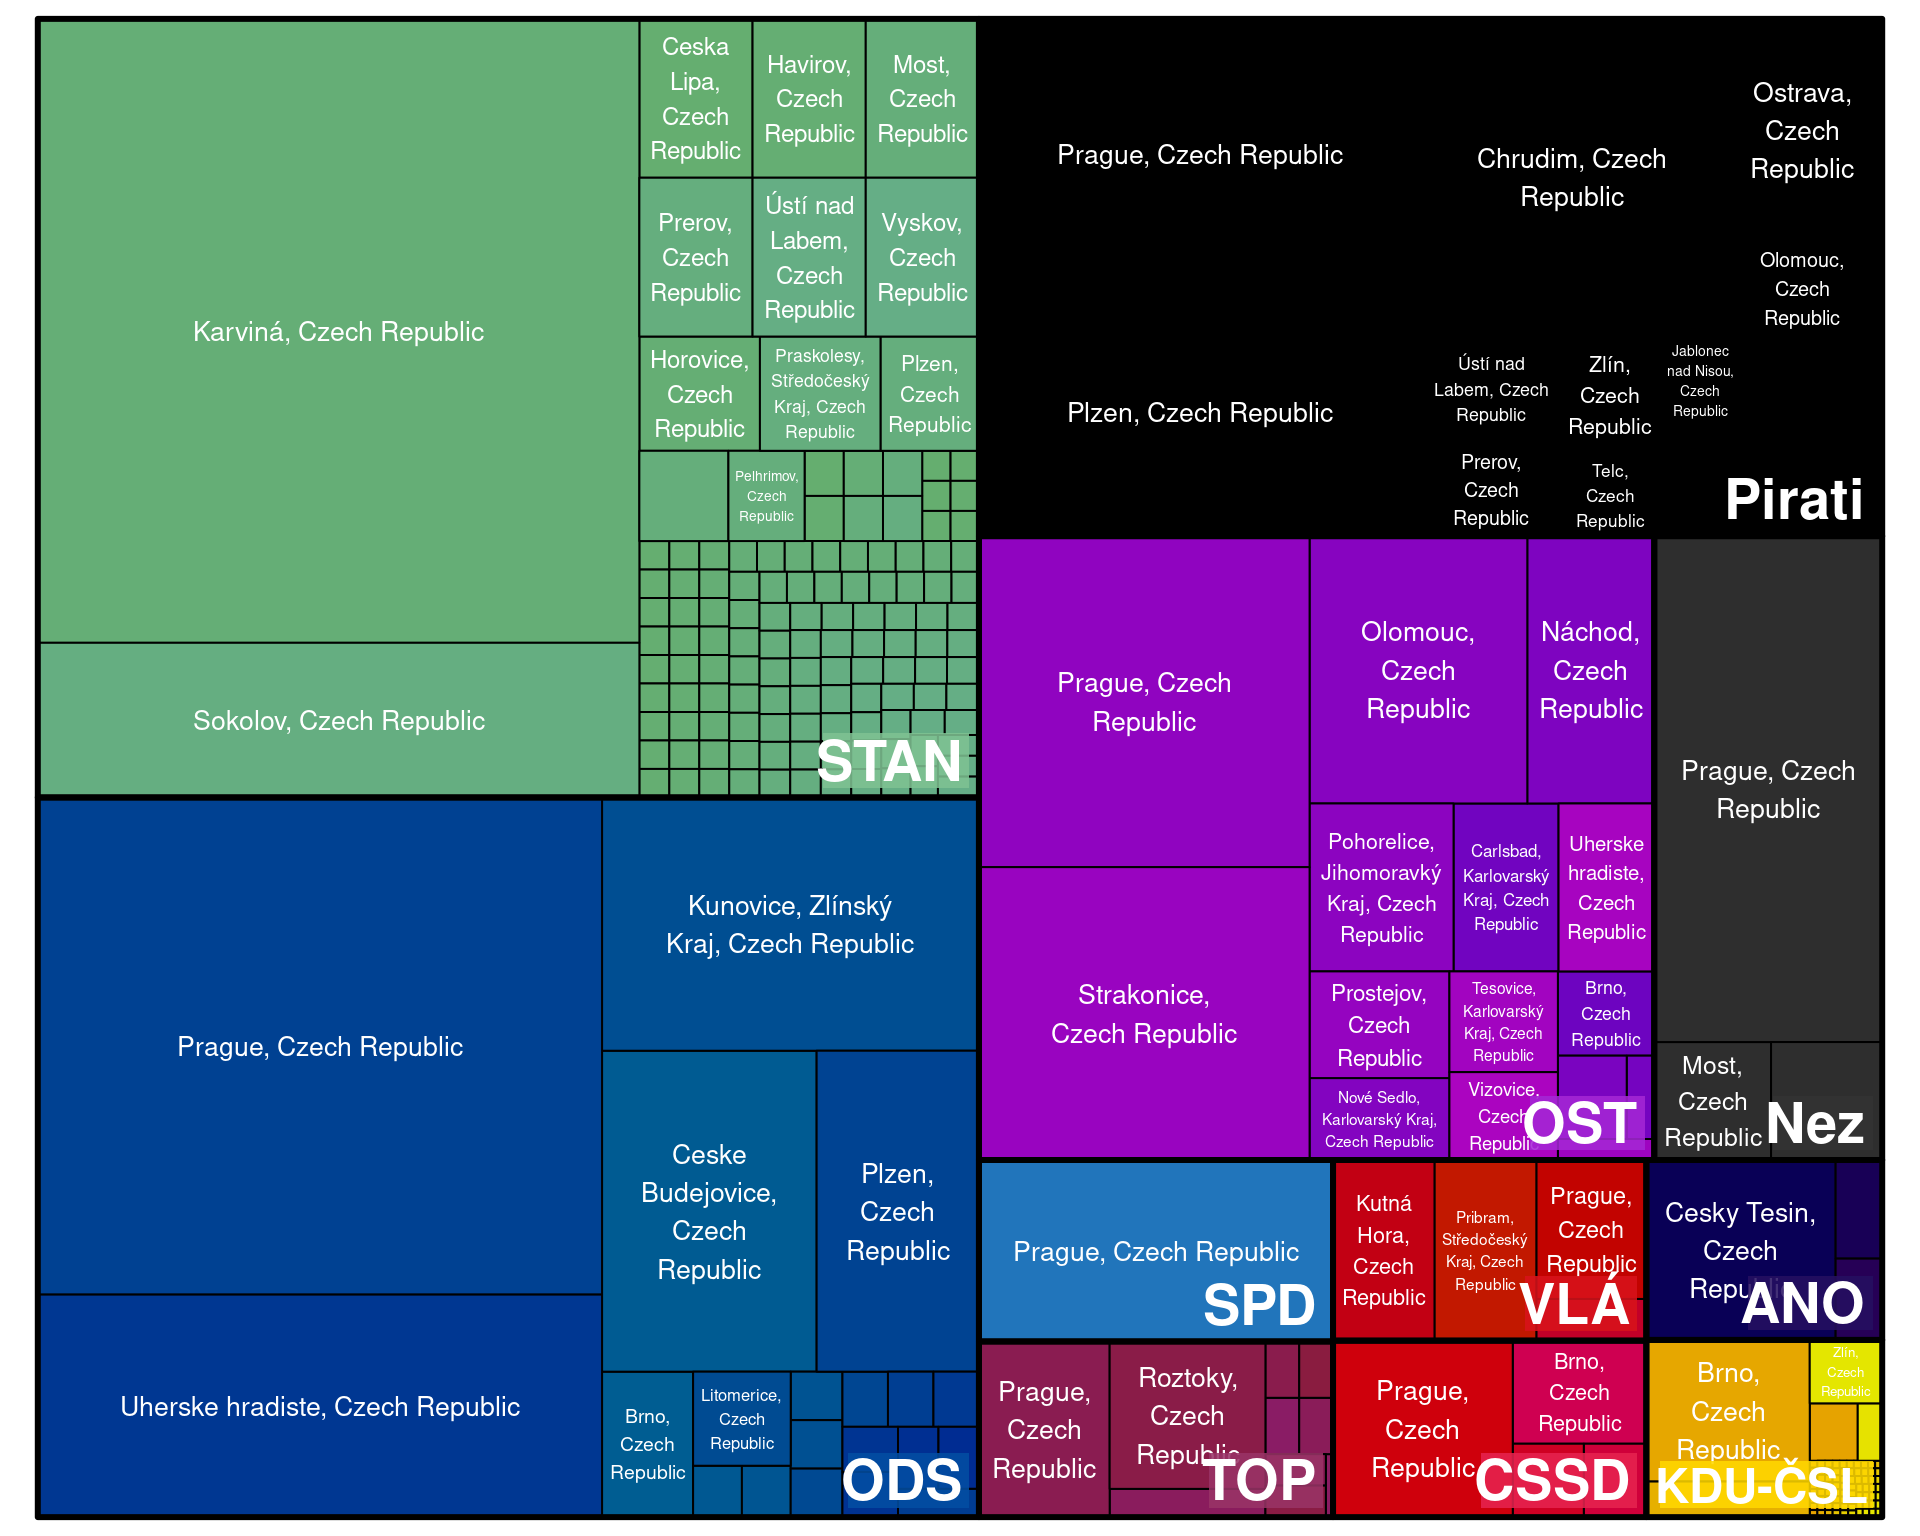 Karviná, Czech Republic
Sokolov, Czech Republic
Ceska
Lipa,
Czech
Republic
Havirov,
Czech
Republic
Most,
Czech
Republic
Prerov,
Czech
Republic
Ústí nad
Labem,
Czech
Republic
Vyskov,
Czech
Republic
Horovice,
Czech
Republic
Praskolesy,
Středočeský
Kraj, Czech
Republic
Plzen,
Czech
Republic
Pelhrimov,
Czech
Republic
STAN
Prague, Czech Republic
Plzen, Czech Republic
Chrudim, Czech
Republic
Ostrava,
Czech
Republic
Olomouc,
Czech
Republic
Ústí nad
Labem, Czech
Republic
Zlín,
Czech
Republic
Jablonec
nad Nisou,
Czech
Republic
Prerov,
Czech
Republic
Telc,
Czech
Republic
Pirati
Prague, Czech Republic
Uherske hradiste, Czech Republic
Kunovice, Zlínský
Kraj, Czech Republic
Ceske
Budejovice,
Czech
Republic
Plzen,
Czech
Republic
Brno,
Czech
Republic
Litomerice,
Czech
Republic
ODS
Prague, Czech
Republic
Strakonice,
Czech Republic
Olomouc,
Czech
Republic
Náchod,
Czech
Republic
Pohorelice,
Jihomoravký
Kraj, Czech
Republic
Carlsbad,
Karlovarský
Kraj, Czech
Republic
Uherske
hradiste,
Czech
Republic
Prostejov,
Czech
Republic
Tesovice,
Karlovarský
Kraj, Czech
Republic
Brno,
Czech
Republic
Nové Sedlo,
Karlovarský Kraj,
Czech Republic
Vizovice,
Czech
Republic
OST
Prague, Czech
Republic
Most,
Czech
Republic
Nez
Prague, Czech Republic
SPD
Kutná
Hora,
Czech
Republic
Pribram,
Středočeský
Kraj, Czech
Republic
Prague,
Czech
Republic
VLÁ
Cesky Tesin,
Czech
Republic
ANO
Prague,
Czech
Republic
Roztoky,
Czech
Republic
TOP
Prague,
Czech
Republic
Brno,
Czech
Republic
CSSD
Brno,
Czech
Republic
Zlín,
Czech
Republic
KDU-ČSL